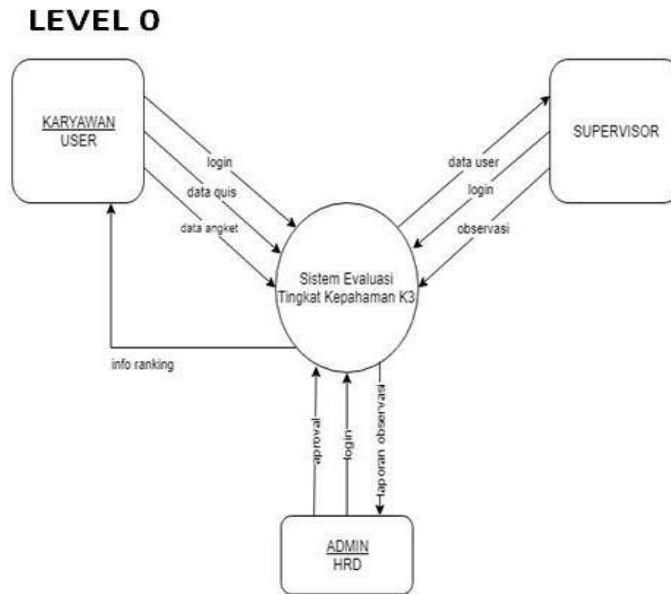 LEVEL 0
KARYAWAN
USER
SUPERVISOR
login
data quis
data angket
data user
login
observasi
Sistem Evaluasi
Tingkat Kepahaman K3
info ranking
aproval
login
laporan observasi
ADMIN
HRD